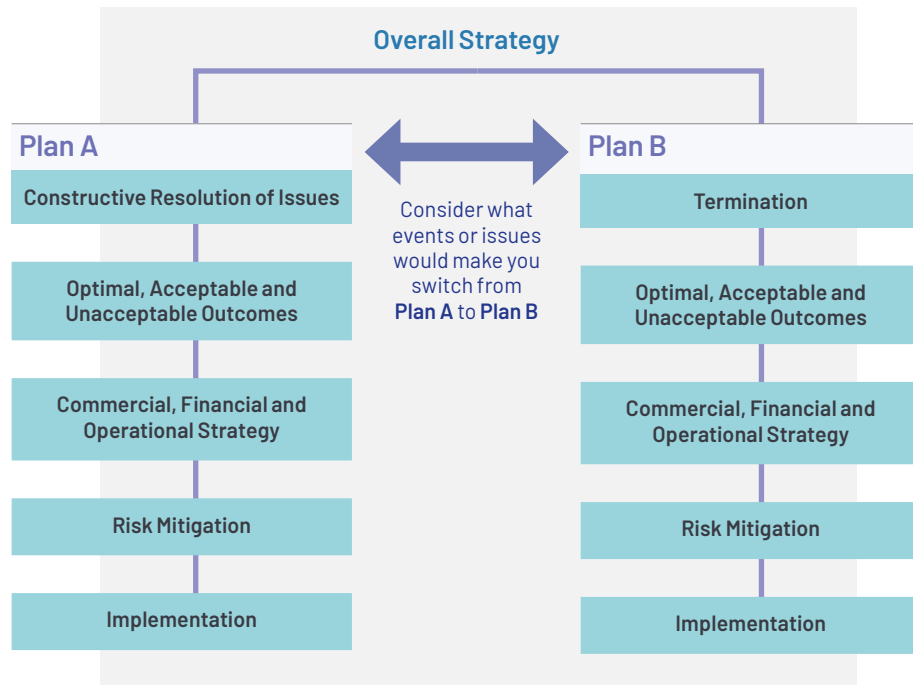 Overall Strategy
Plan A
Constructive Resolution of Issues
Optimal, Acceptable and
Unacceptable Outcomes
Commercial, Financial and
Operational Strategy
Risk Mitigation
Implementation
Consider what
events or issues
would make you
switch from
Plan A to Plan B
Plan B
Termination
Optimal, Acceptable and
Unacceptable Outcomes
Commercial, Financial and
Operational Strategy
Risk Mitigation
Implementation